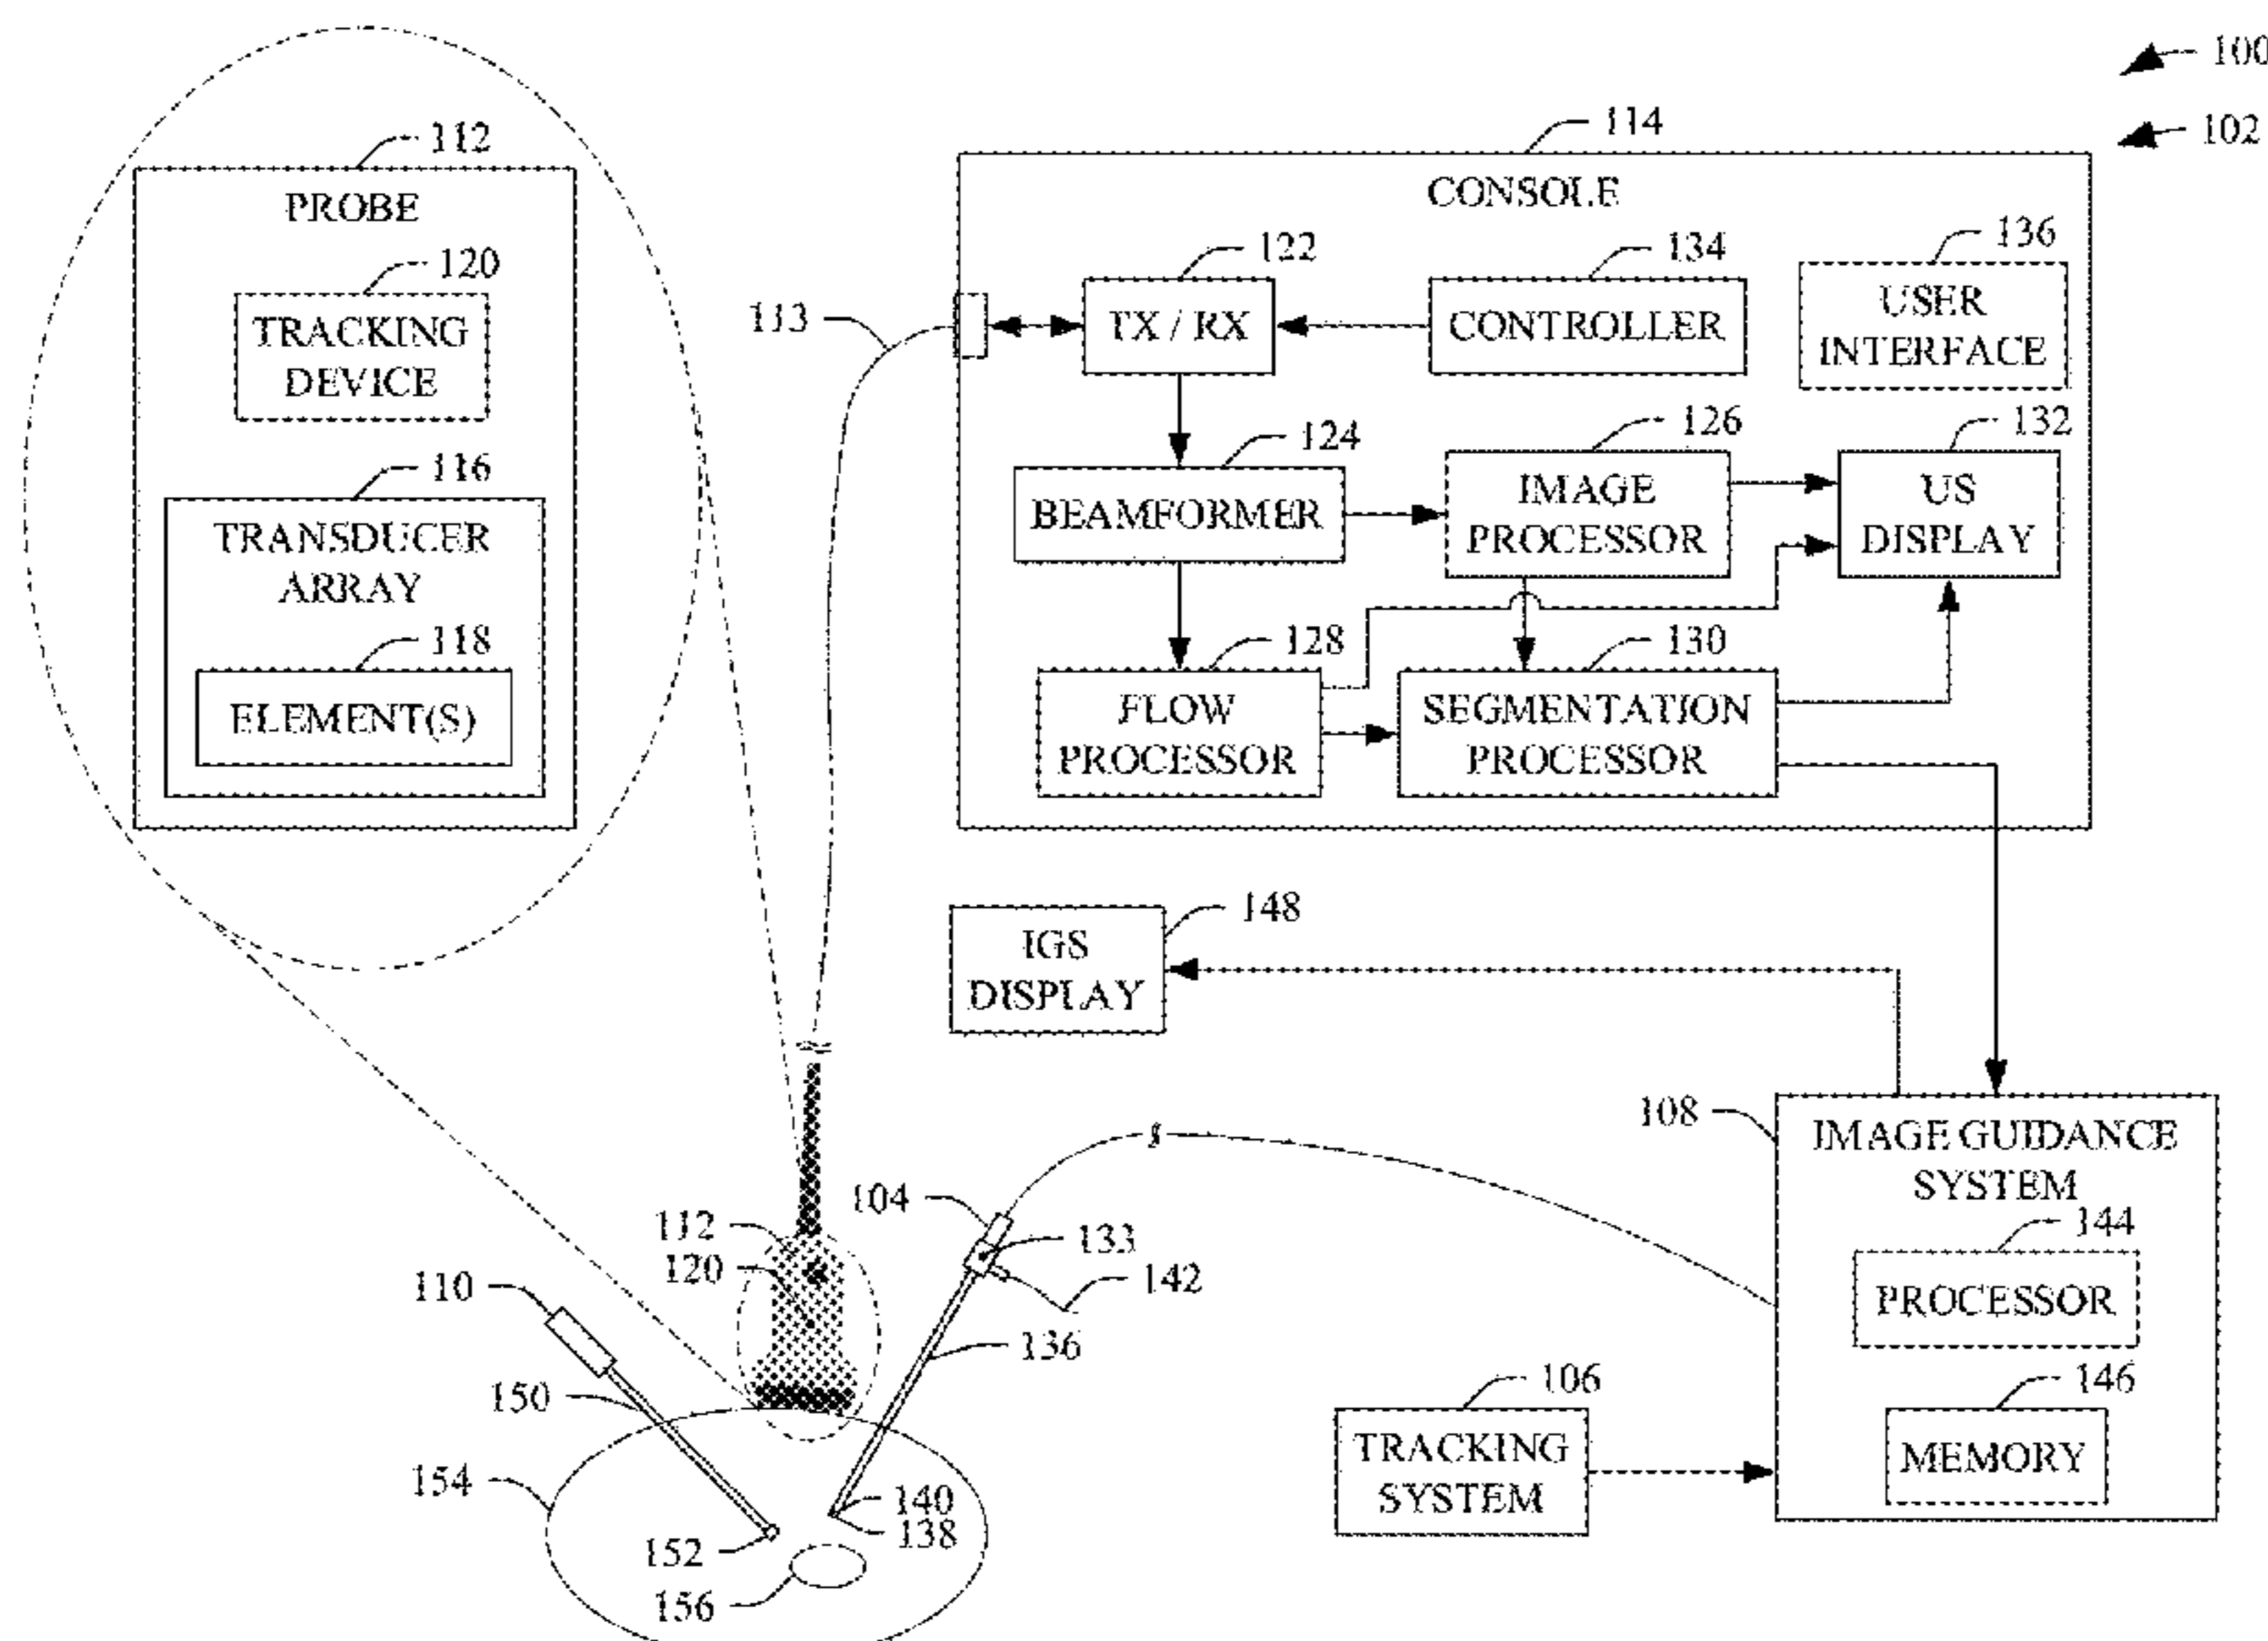 100
102
112
PROBE
120
TRACKING
DEVICE
116
TRANSDUCER
ARRAY
118
ELEMENT(S)
113
114
CONSOLE
122
TX / RX
134
CONTROLLER
136
USER
INTERFACE
124
BEAMFORMER
126
IMAGE
PROCESSOR
132
US
DISPLAY
128
FLOW
PROCESSOR
130
SEGMENTATION
PROCESSOR
148
IGS
DISPLAY
108
IMAGE GUIDANCE
SYSTEM
144
PROCESSOR
146
MEMORY
106
TRACKING
SYSTEM
104
112
120
133
142
110
136
150
154
140
138
152
156